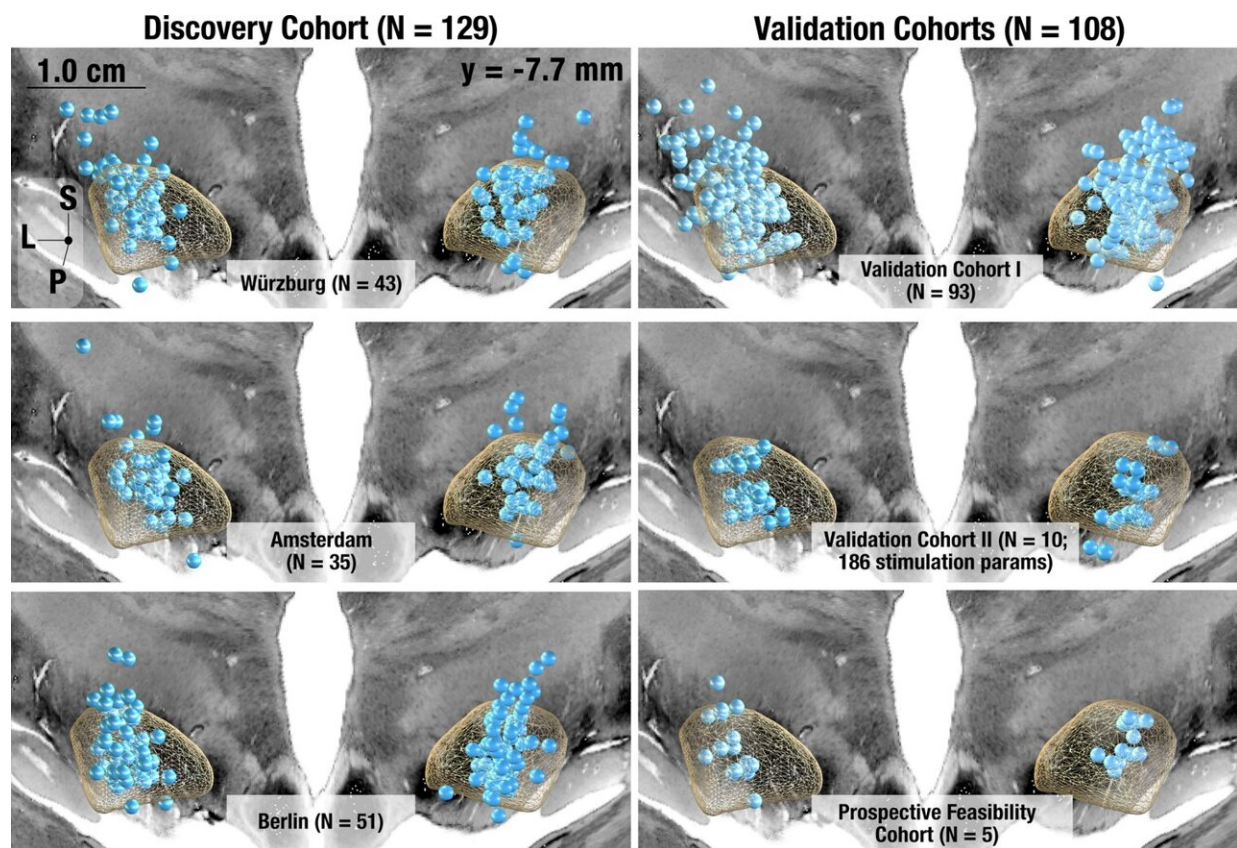 Discovery Cohort (N = 129)
Validation Cohorts (N = 108)
1.0 cm
y = -7.7 mm
S
L
P
Würzburg (N = 43)
Validation Cohort I
(N = 93)
Amsterdam
(N = 35)
Validation Cohort II (N = 10;
186 stimulation params)
Berlin (N = 51)
Prospective Feasibility
Cohort (N = 5)